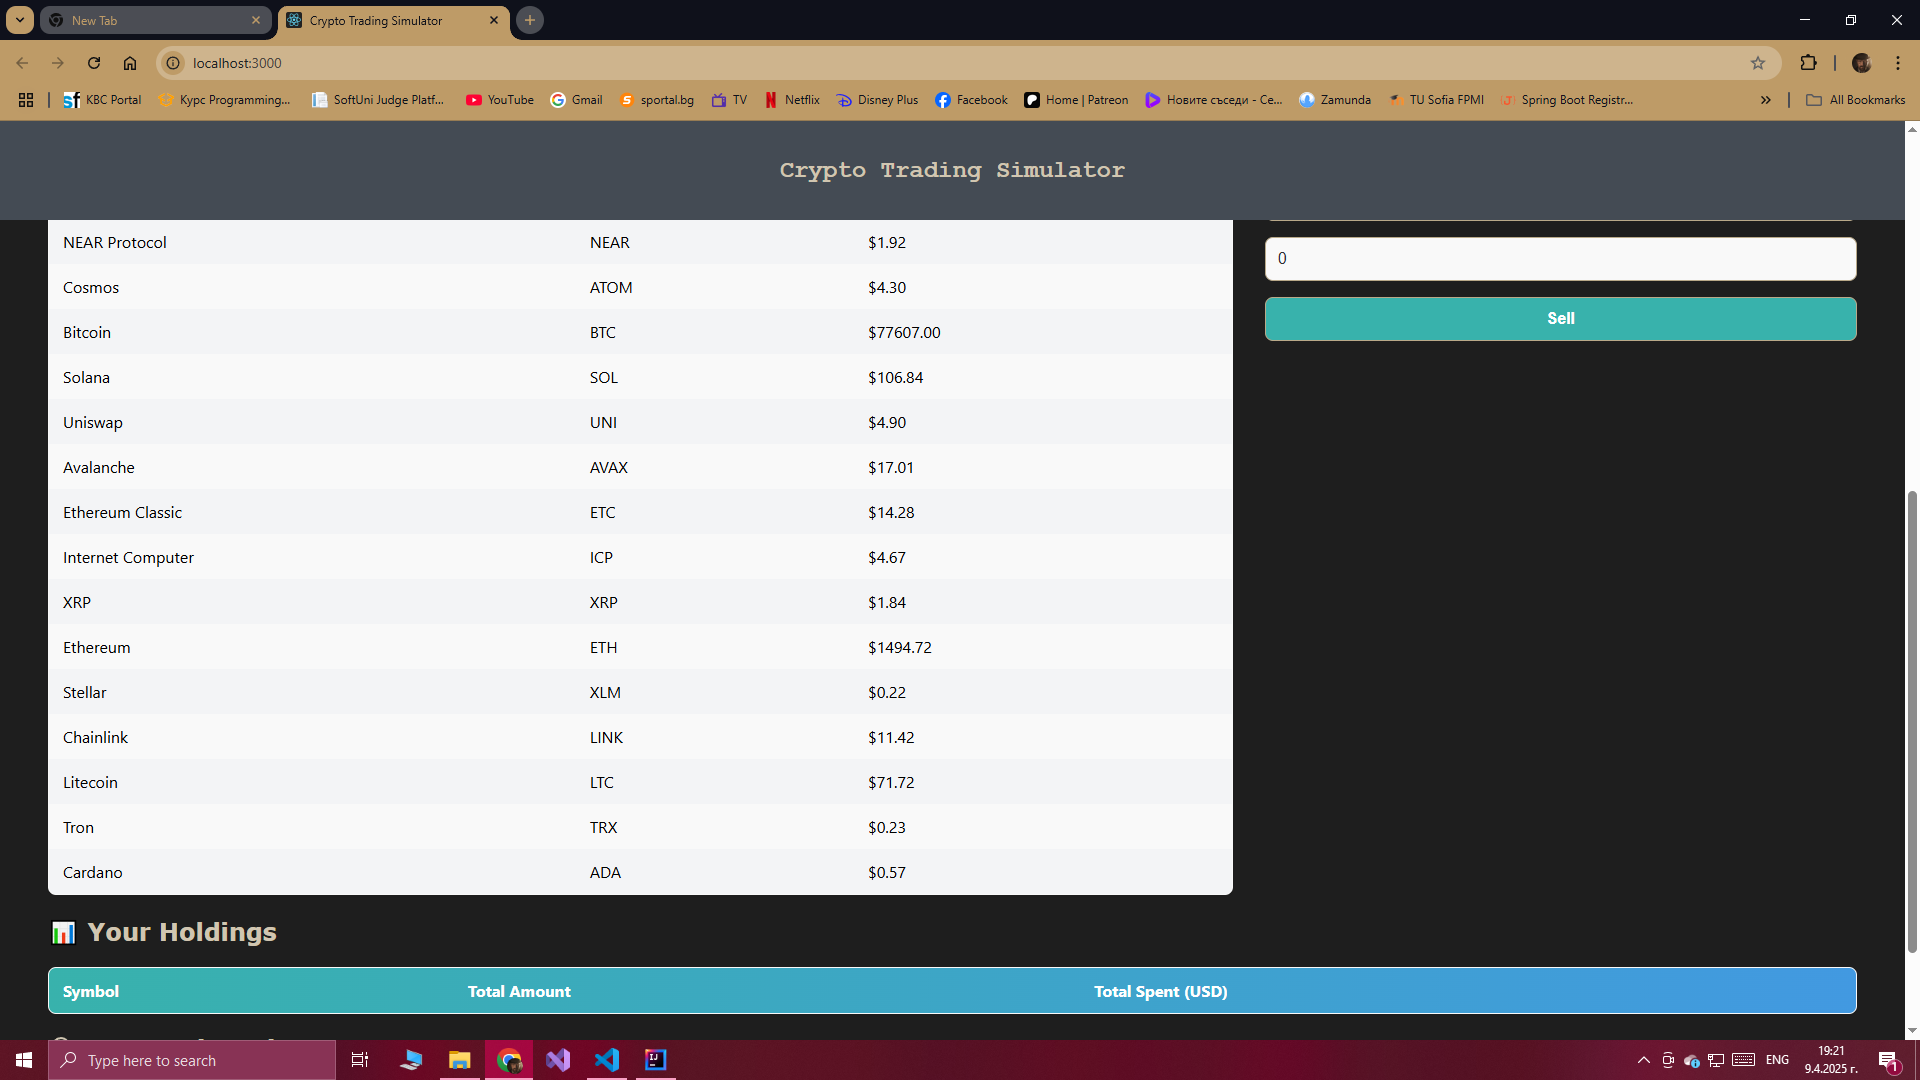 New Tab
Crypto Trading Simulator
localhost:3000
KBC Portal
Курс Programming...
SoftUni Judge Platf...
YouTube
Gmail
sportal.bg
TV
Netflix
Disney Plus
Facebook
Home | Patreon
Новите съседи - Се...
Zamunda
TU Sofia FPMI
Spring Boot Registr...
All Bookmarks
Crypto Trading Simulator
NEAR Protocol NEAR $1.92
0
Cosmos ATOM $4.30
Sell
Bitcoin BTC $77607.00
Solana SOL $106.84
Uniswap UNI $4.90
Avalanche AVAX $17.01
Ethereum Classic ETC $14.28
Internet Computer ICP $4.67
XRP XRP $1.84
Ethereum ETH $1494.72
Stellar XLM $0.22
Chainlink LINK $11.42
Litecoin LTC $71.72
Tron TRX $0.23
Cardano ADA $0.57
Your Holdings
Symbol Total Amount Total Spent (USD)
Type here to search
ENG
19:21
9.4.2025 г.
1